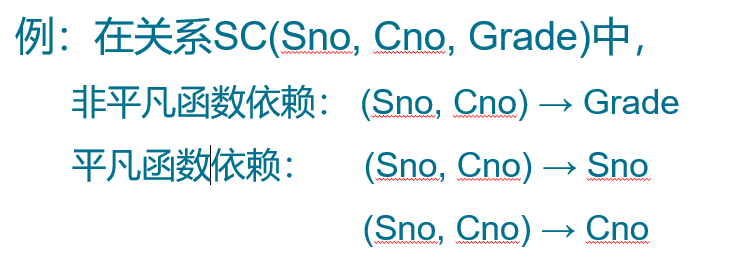 例：在关系SC(Sno, Cno, Grade)中，
非平凡函数依赖： (Sno, Cno) → Grade
平凡函数依赖： (Sno, Cno) → Sno
(Sno, Cno) → Cno